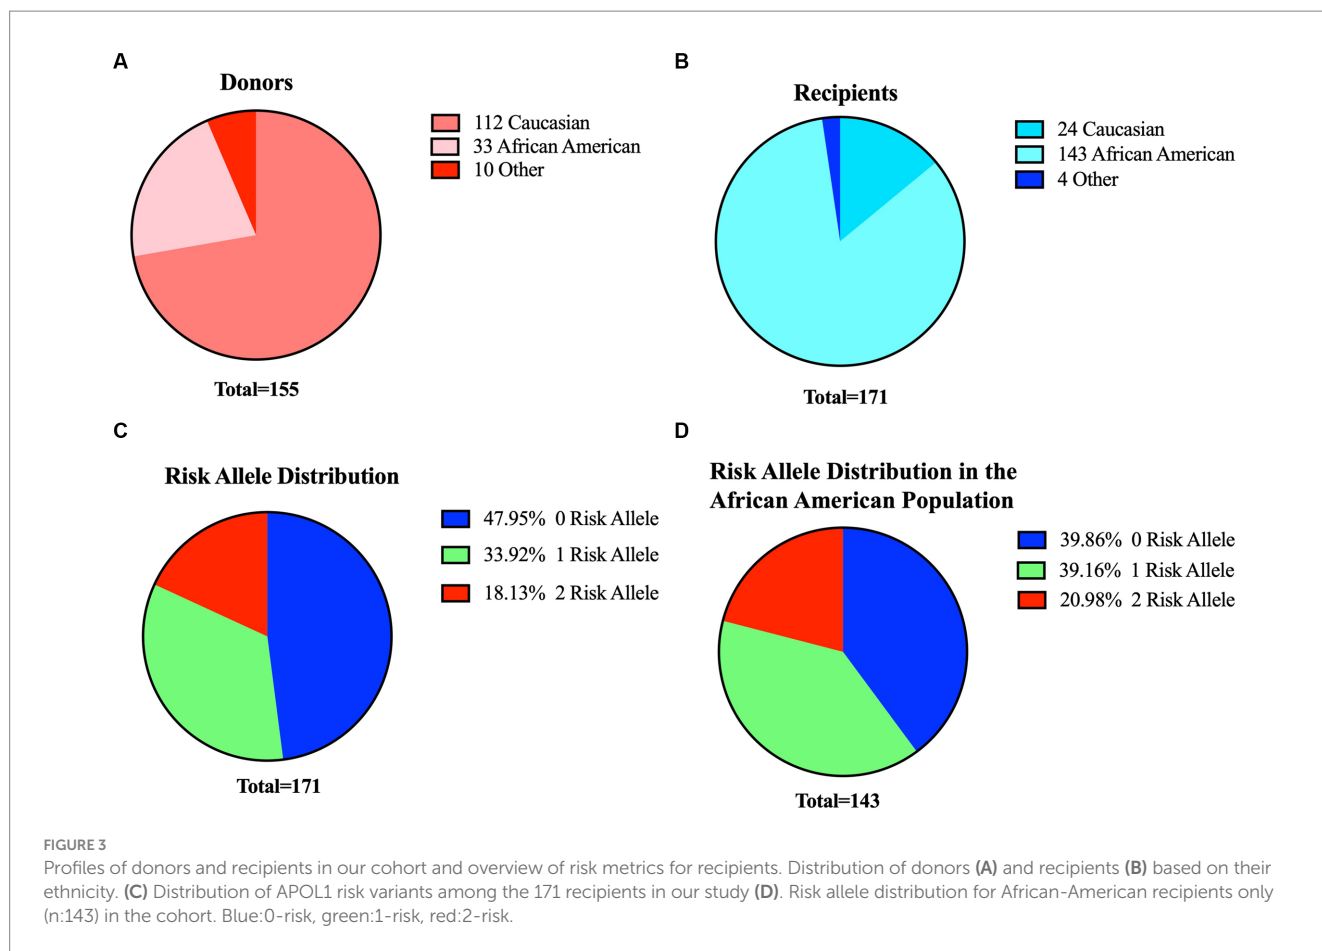 A
Donors
112 Caucasian
33 African American
10 Other
Total=155
B
Recipients
24 Caucasian
143 African American
4 Other
Total=171
C
Risk Allele Distribution
47.95% 0 Risk Allele
33.92% 1 Risk Allele
18.13% 2 Risk Allele
Total=171
D
Risk Allele Distribution in the
African American Population
39.86% 0 Risk Allele
39.16% 1 Risk Allele
20.98% 2 Risk Allele
Total=143
FIGURE 3
Profiles of donors and recipients in our cohort and overview of risk metrics for recipients. Distribution of donors (A) and recipients (B) based on their
ethnicity. (C) Distribution of APOL1 risk variants among the 171 recipients in our study (D). Risk allele distribution for African-American recipients only
(n:143) in the cohort. Blue:0-risk, green:1-risk, red:2-risk.